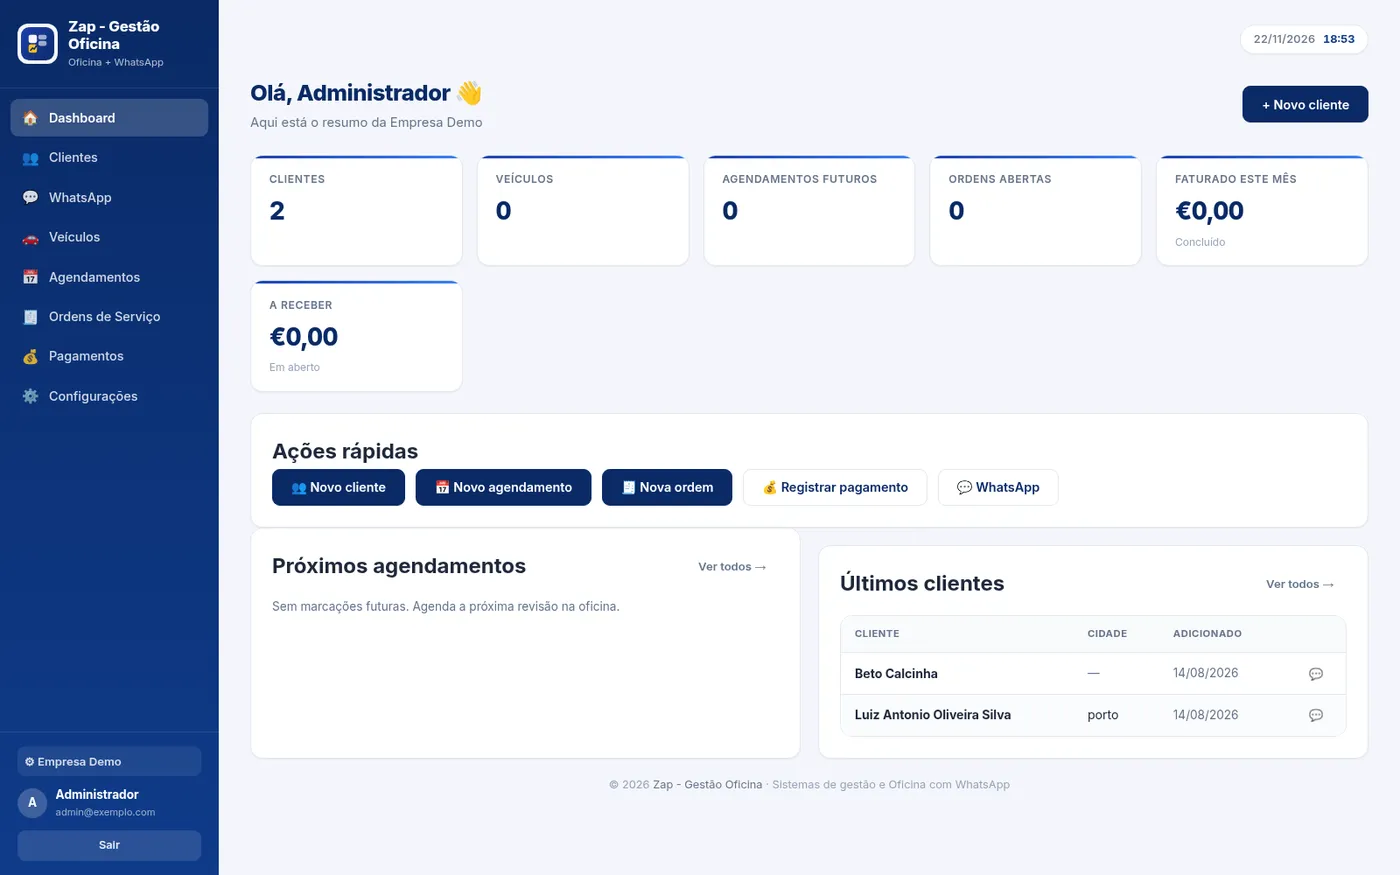 Zap - Gestão
Oficina
Oficina + WhatsApp
Dashboard
Clientes
WhatsApp
Veículos
Agendamentos
Ordens de Serviço
Pagamentos
Configurações
Empresa Demo
A
Administrador
admin@exemplo.com
Sair
22/11/2026 18:53
Olá, Administrador 👋
Aqui está o resumo da Empresa Demo
+ Novo cliente
CLIENTES
2
VEÍCULOS
0
AGENDAMENTOS FUTUROS
0
ORDENS ABERTAS
0
FATURADO ESTE MÊS
€0,00
Concluído
A RECEBER
€0,00
Em aberto
Ações rápidas
Novo cliente
Novo agendamento
Nova ordem
Registrar pagamento
WhatsApp
Próximos agendamentos
Ver todos →
Sem marcações futuras. Agenda a próxima revisão na oficina.
Últimos clientes
Ver todos →
CLIENTE CIDADE ADICIONADO
Beto Calcinha — 14/08/2026
Luiz Antonio Oliveira Silva porto 14/08/2026
© 2026 Zap - Gestão Oficina · Sistemas de gestão e Oficina com WhatsApp